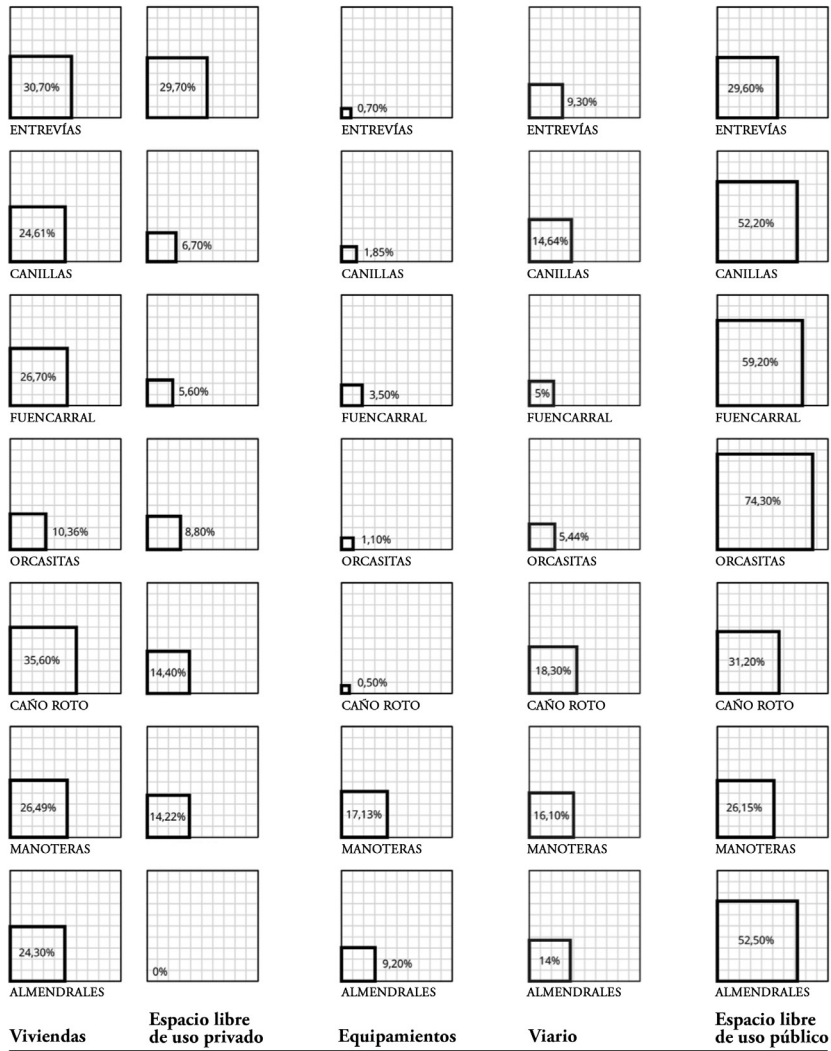 30,70% 29,70% 0,70% 9,30% 29,60%
ENTREVÍAS ENTREVÍAS ENTREVÍAS ENTREVÍAS
24,61% 6,70% 1,85% 14,64% 52,20%
CANILLAS CANILLAS CANILLAS CANILLAS
26,70% 5,60% 3,50% 5% 59,20%
FUENCARRAL FUENCARRAL FUENCARRAL FUENCARRAL
10,36% 8,80% 1,10% 5,44% 74,30%
ORCASITAS ORCASITAS ORCASITAS ORCASITAS
35,60% 14,40% 0,50% 18,30% 31,20%
CAÑO ROTO CAÑO ROTO CAÑO ROTO CAÑO ROTO
26,49% 14,22% 17,13% 16,10% 26,15%
MANOTERAS MANOTERAS MANOTERAS MANOTERAS
24,30% 0% 9,20% 14% 52,50%
ALMENDRALES ALMENDRALES ALMENDRALES ALMENDRALES
Viviendas
Espacio libre
de uso privado
Equipamientos
Viario
Espacio libre
de uso público